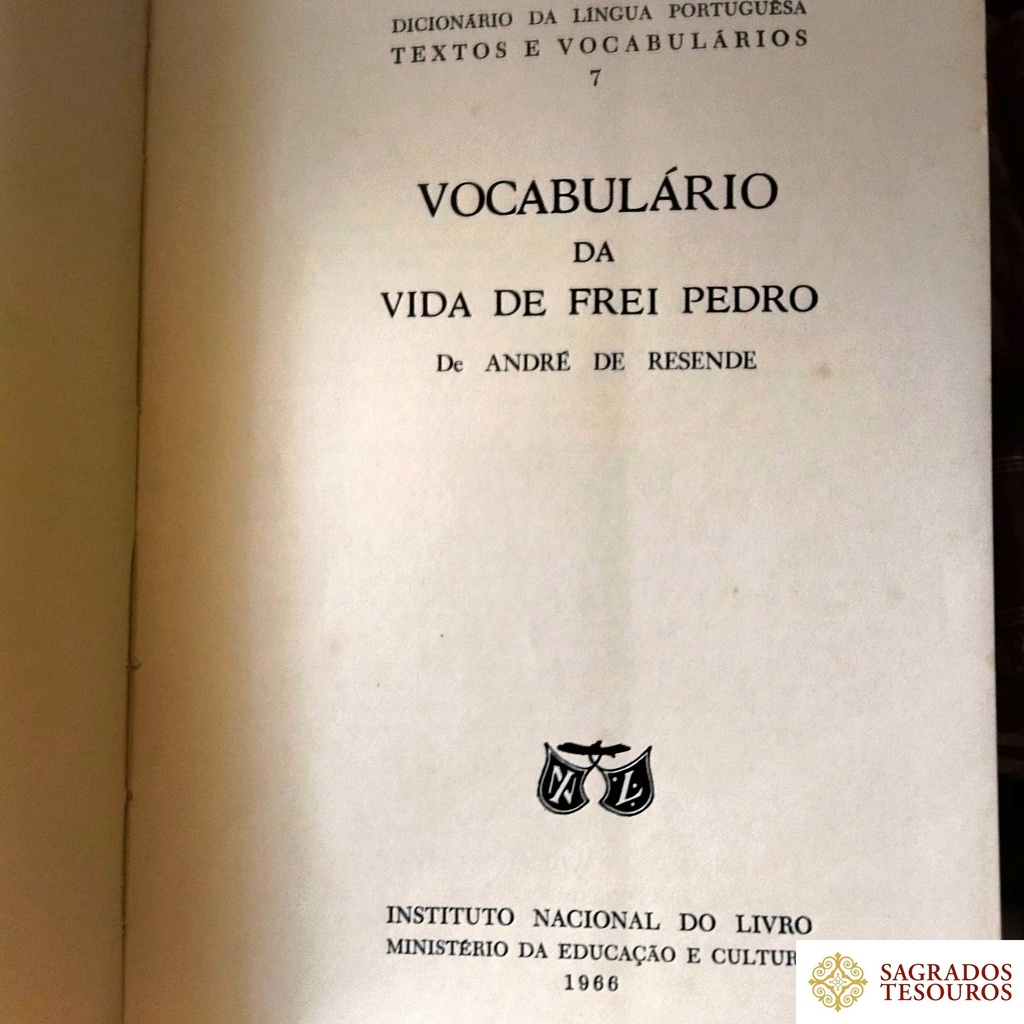 DICIONÁRIO DA LÍNGUA PORTUGUÊSA
TEXTOS E VOCABULÁRIOS
7
VOCABULÁRIO
DA
VIDA DE FREI PEDRO
De ANDRÉ DE RESENDE
INSTITUTO NACIONAL DO LIVRO
MINISTÉRIO DA EDUCAÇÃO E CULTUR
1966
SAGRADOS
TESOUROS